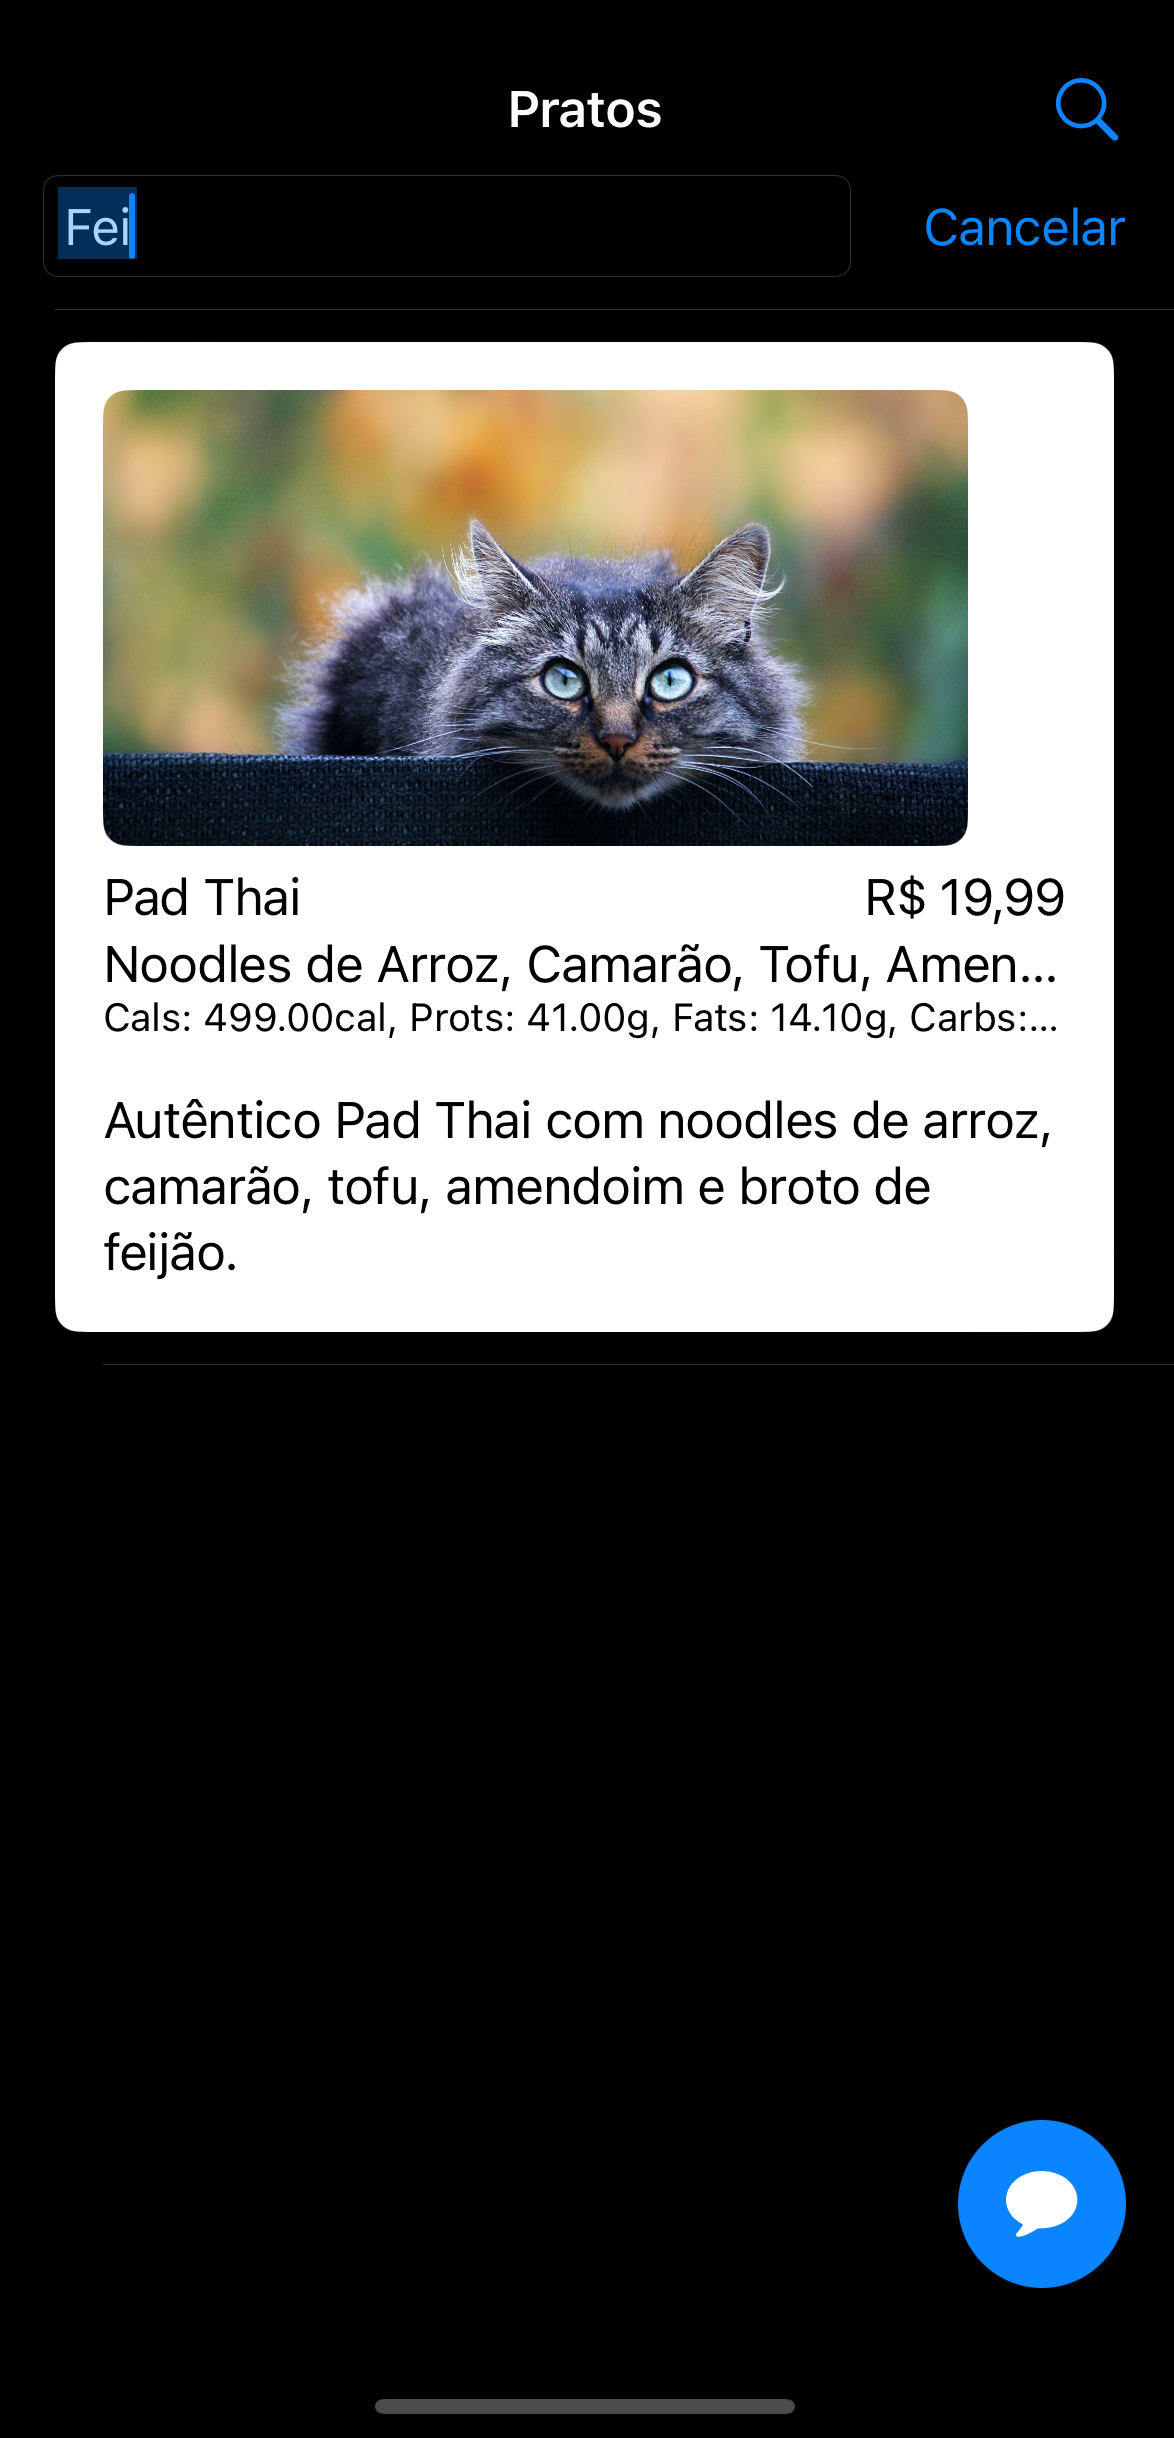 Pratos
Fei
Cancelar
Pad Thai
R$ 19,99
Noodles de Arroz, Camarão, Tofu, Amen...
Cals: 499.00cal, Prots: 41.00g, Fats: 14.10g, Carbs:...
Autêntico Pad Thai com noodles de arroz,
camarão, tofu, amendoim e broto de
feijão.